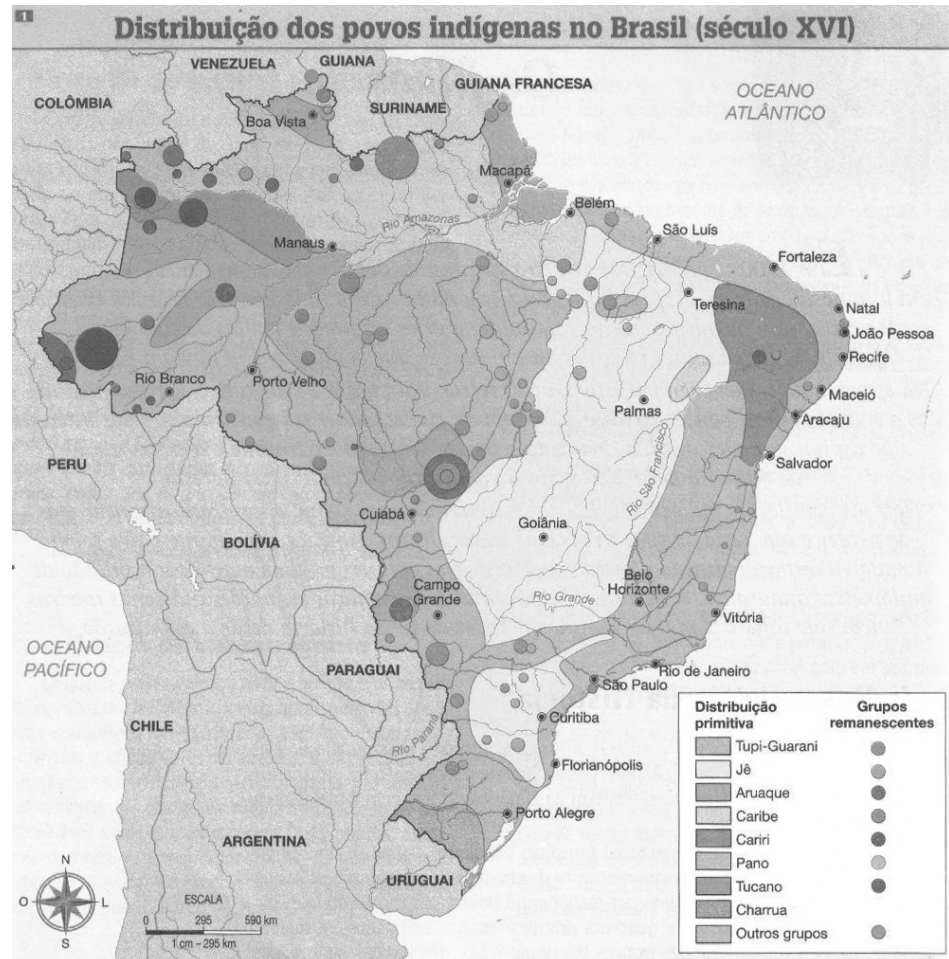 1
Distribuição dos povos indígenas no Brasil (século XVI)
VENEZUELA
GUIANA
GUIANA FRANCESA
COLÔMBIA
SURINAME
OCEANO
ATLÂNTICO
Boa Vista
Macapá
Belém
Rio Amazonas
São Luís
Manaus
Fortaleza
Teresina
Natal
João Pessoa
Recife
Rio Branco
Porto Velho
Palmas
Maceió
Aracaju
Rio São Francisco
PERU
Salvador
Cuiabá
Goiânia
BOLÍVIA
Campo
Grande
Belo
Horizonte
Rio Grande
Vitória
OCEANO
PACÍFICO
PARAGUAI
Rio de Janeiro
São Paulo
CHILE
Curitiba
Rio Paraná
Florianópolis
Porto Alegre
ARGENTINA
URUGUAI
N
O
L
S
ESCALA
0 295 590 km
1 cm – 295 km
Distribuição
primitiva
Grupos
remanescentes
Tupi-Guarani
Jê
Aruaque
Caribe
Cariri
Pano
Tucano
Charrua
Outros grupos